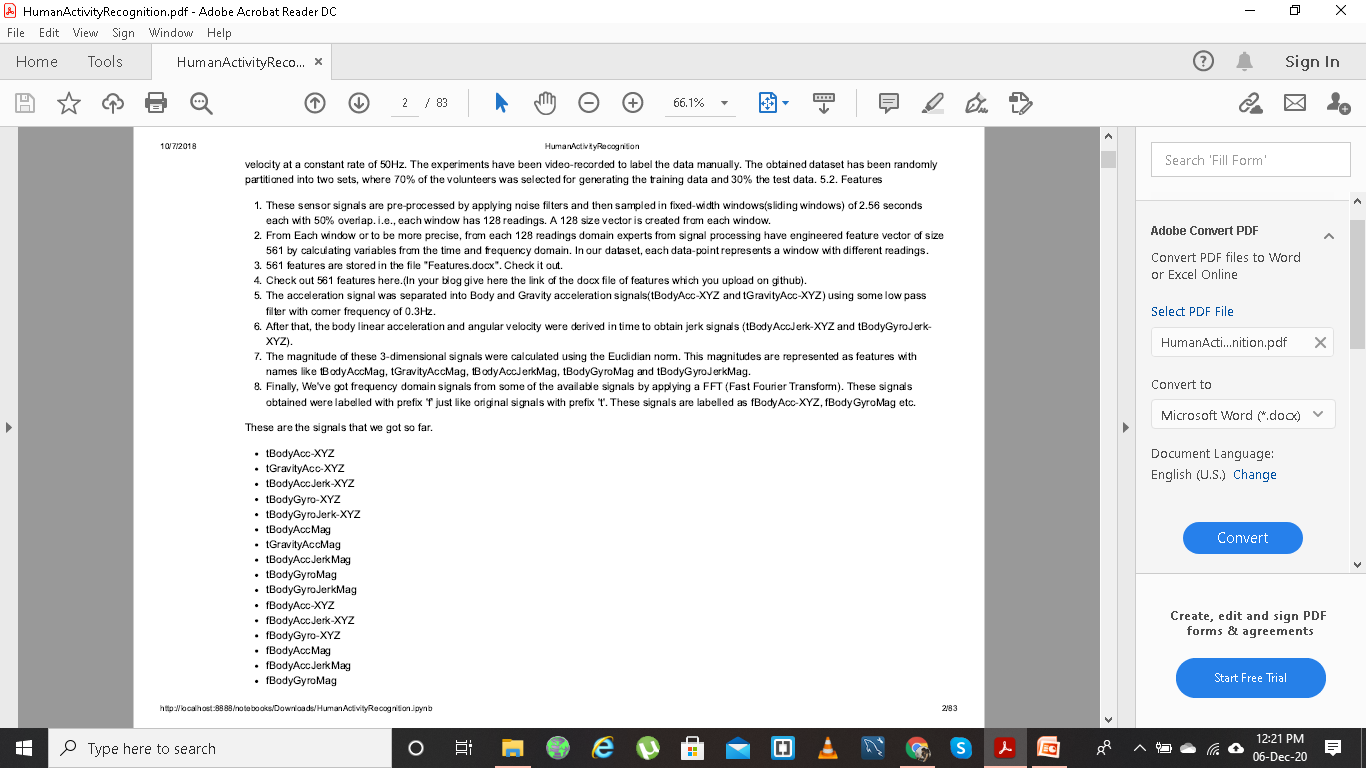 HumanActivityRecognition.pdf - Adobe Acrobat Reader DC
File Edit View Sign Window Help
Home Tools HumanActivityReco... × Sign In
2 / 83 66.1%
10/7/2018 HumanActivityRecognition
velocity at a constant rate of 50Hz. The experiments have been video-recorded to label the data manually. The obtained dataset has been randomly
partitioned into two sets, where 70% of the volunteers was selected for generating the training data and 30% the test data. 5.2. Features
1. These sensor signals are pre-processed by applying noise filters and then sampled in fixed-width windows(sliding windows) of 2.56 seconds
each with 50% overlap. i.e., each window has 128 readings. A 128 size vector is created from each window.
2. From Each window or to be more precise, from each 128 readings domain experts from signal processing have engineered feature vector of size
561 by calculating variables from the time and frequency domain. In our dataset, each data-point represents a window with different readings.
3. 561 features are stored in the file "Features.docx". Check it out.
4. Check out 561 features here.(In your blog give here the link of the docx file of features which you upload on github).
5. The acceleration signal was separated into Body and Gravity acceleration signals(tBodyAcc-XYZ and tGravityAcc-XYZ) using some low pass
filter with corner frequency of 0.3Hz.
6. After that, the body linear acceleration and angular velocity were derived in time to obtain jerk signals (tBodyAccJerk-XYZ and tBodyGyroJerk-
XYZ).
7. The magnitude of these 3-dimensional signals were calculated using the Euclidian norm. This magnitudes are represented as features with
names like tBodyAccMag, tGravityAccMag, tBodyAccJerkMag, tBodyGyroMag and tBodyGyroJerkMag.
8. Finally, We've got frequency domain signals from some of the available signals by applying a FFT (Fast Fourier Transform). These signals
obtained were labelled with prefix 'f' just like original signals with prefix 't'. These signals are labelled as fBodyAcc-XYZ, fBodyGyroMag etc.
These are the signals that we got so far.
• tBodyAcc-XYZ
• tGravityAcc-XYZ
• tBodyAccJerk-XYZ
• tBodyGyro-XYZ
• tBodyGyroJerk-XYZ
• tBodyAccMag
• tGravityAccMag
• tBodyAccJerkMag
• tBodyGyroMag
• tBodyGyroJerkMag
• fBodyAcc-XYZ
• fBodyAccJerk-XYZ
• fBodyGyro-XYZ
• fBodyAccMag
• fBodyAccJerkMag
• fBodyGyroMag
http://localhost:8888/notebooks/Downloads/HumanActivityRecognition.ipynb 2/83
Search 'Fill Form'
Adobe Convert PDF
Convert PDF files to Word
or Excel Online
Select PDF File
HumanActi...nition.pdf
Convert to
Microsoft Word (*.docx)
Document Language:
English (U.S.) Change
Convert
Create, edit and sign PDF
forms & agreements
Start Free Trial
Type here to search
12:21 PM
06-Dec-20